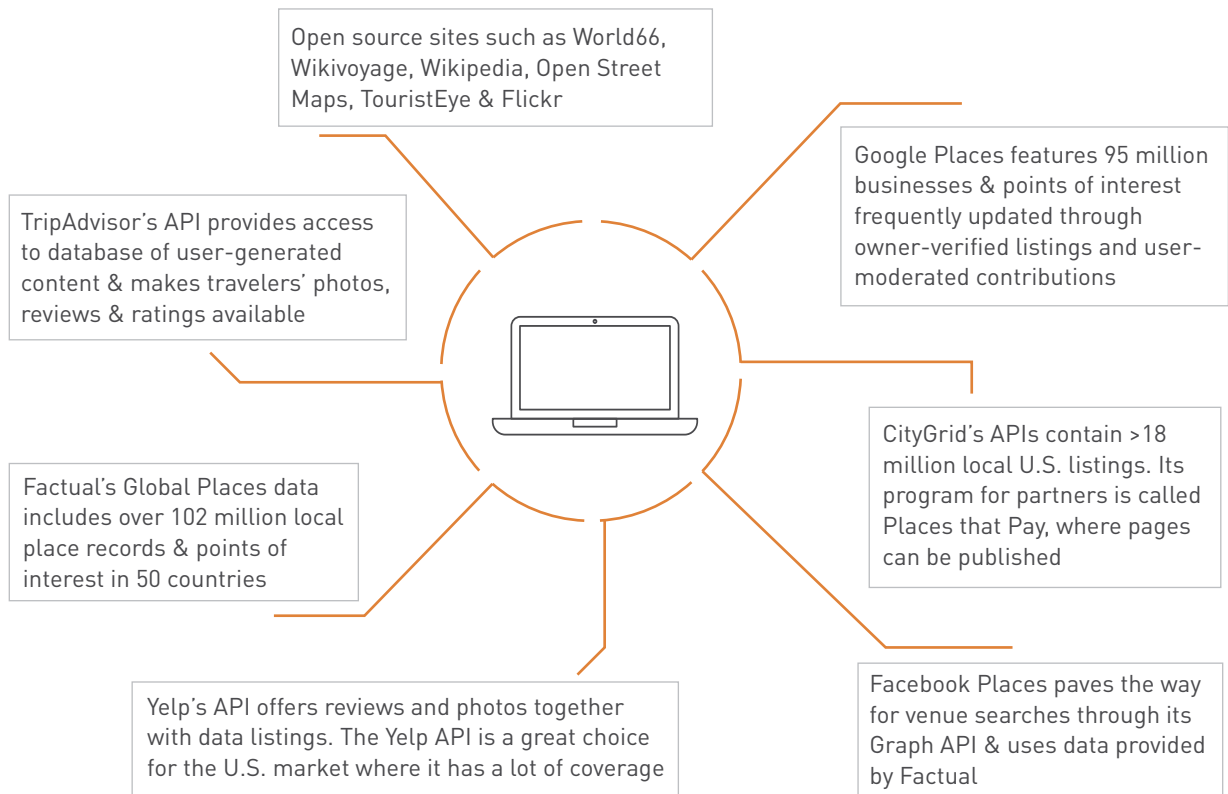 Open source sites such as World66,
Wikivoyage, Wikipedia, Open Street
Maps, TouristEye & Flickr
Google Places features 95 million
businesses & points of interest
frequently updated through
owner-verified listings and user-
moderated contributions
TripAdvisor’s API provides access
to database of user-generated
content & makes travelers’ photos,
reviews & ratings available
CityGrid’s APIs contain >18
million local U.S. listings. Its
program for partners is called
Places that Pay, where pages
can be published
Factual’s Global Places data
includes over 102 million local
place records & points of
interest in 50 countries
Yelp’s API offers reviews and photos together
with data listings. The Yelp API is a great choice
for the U.S. market where it has a lot of coverage
Facebook Places paves the way
for venue searches through its
Graph API & uses data provided
by Factual